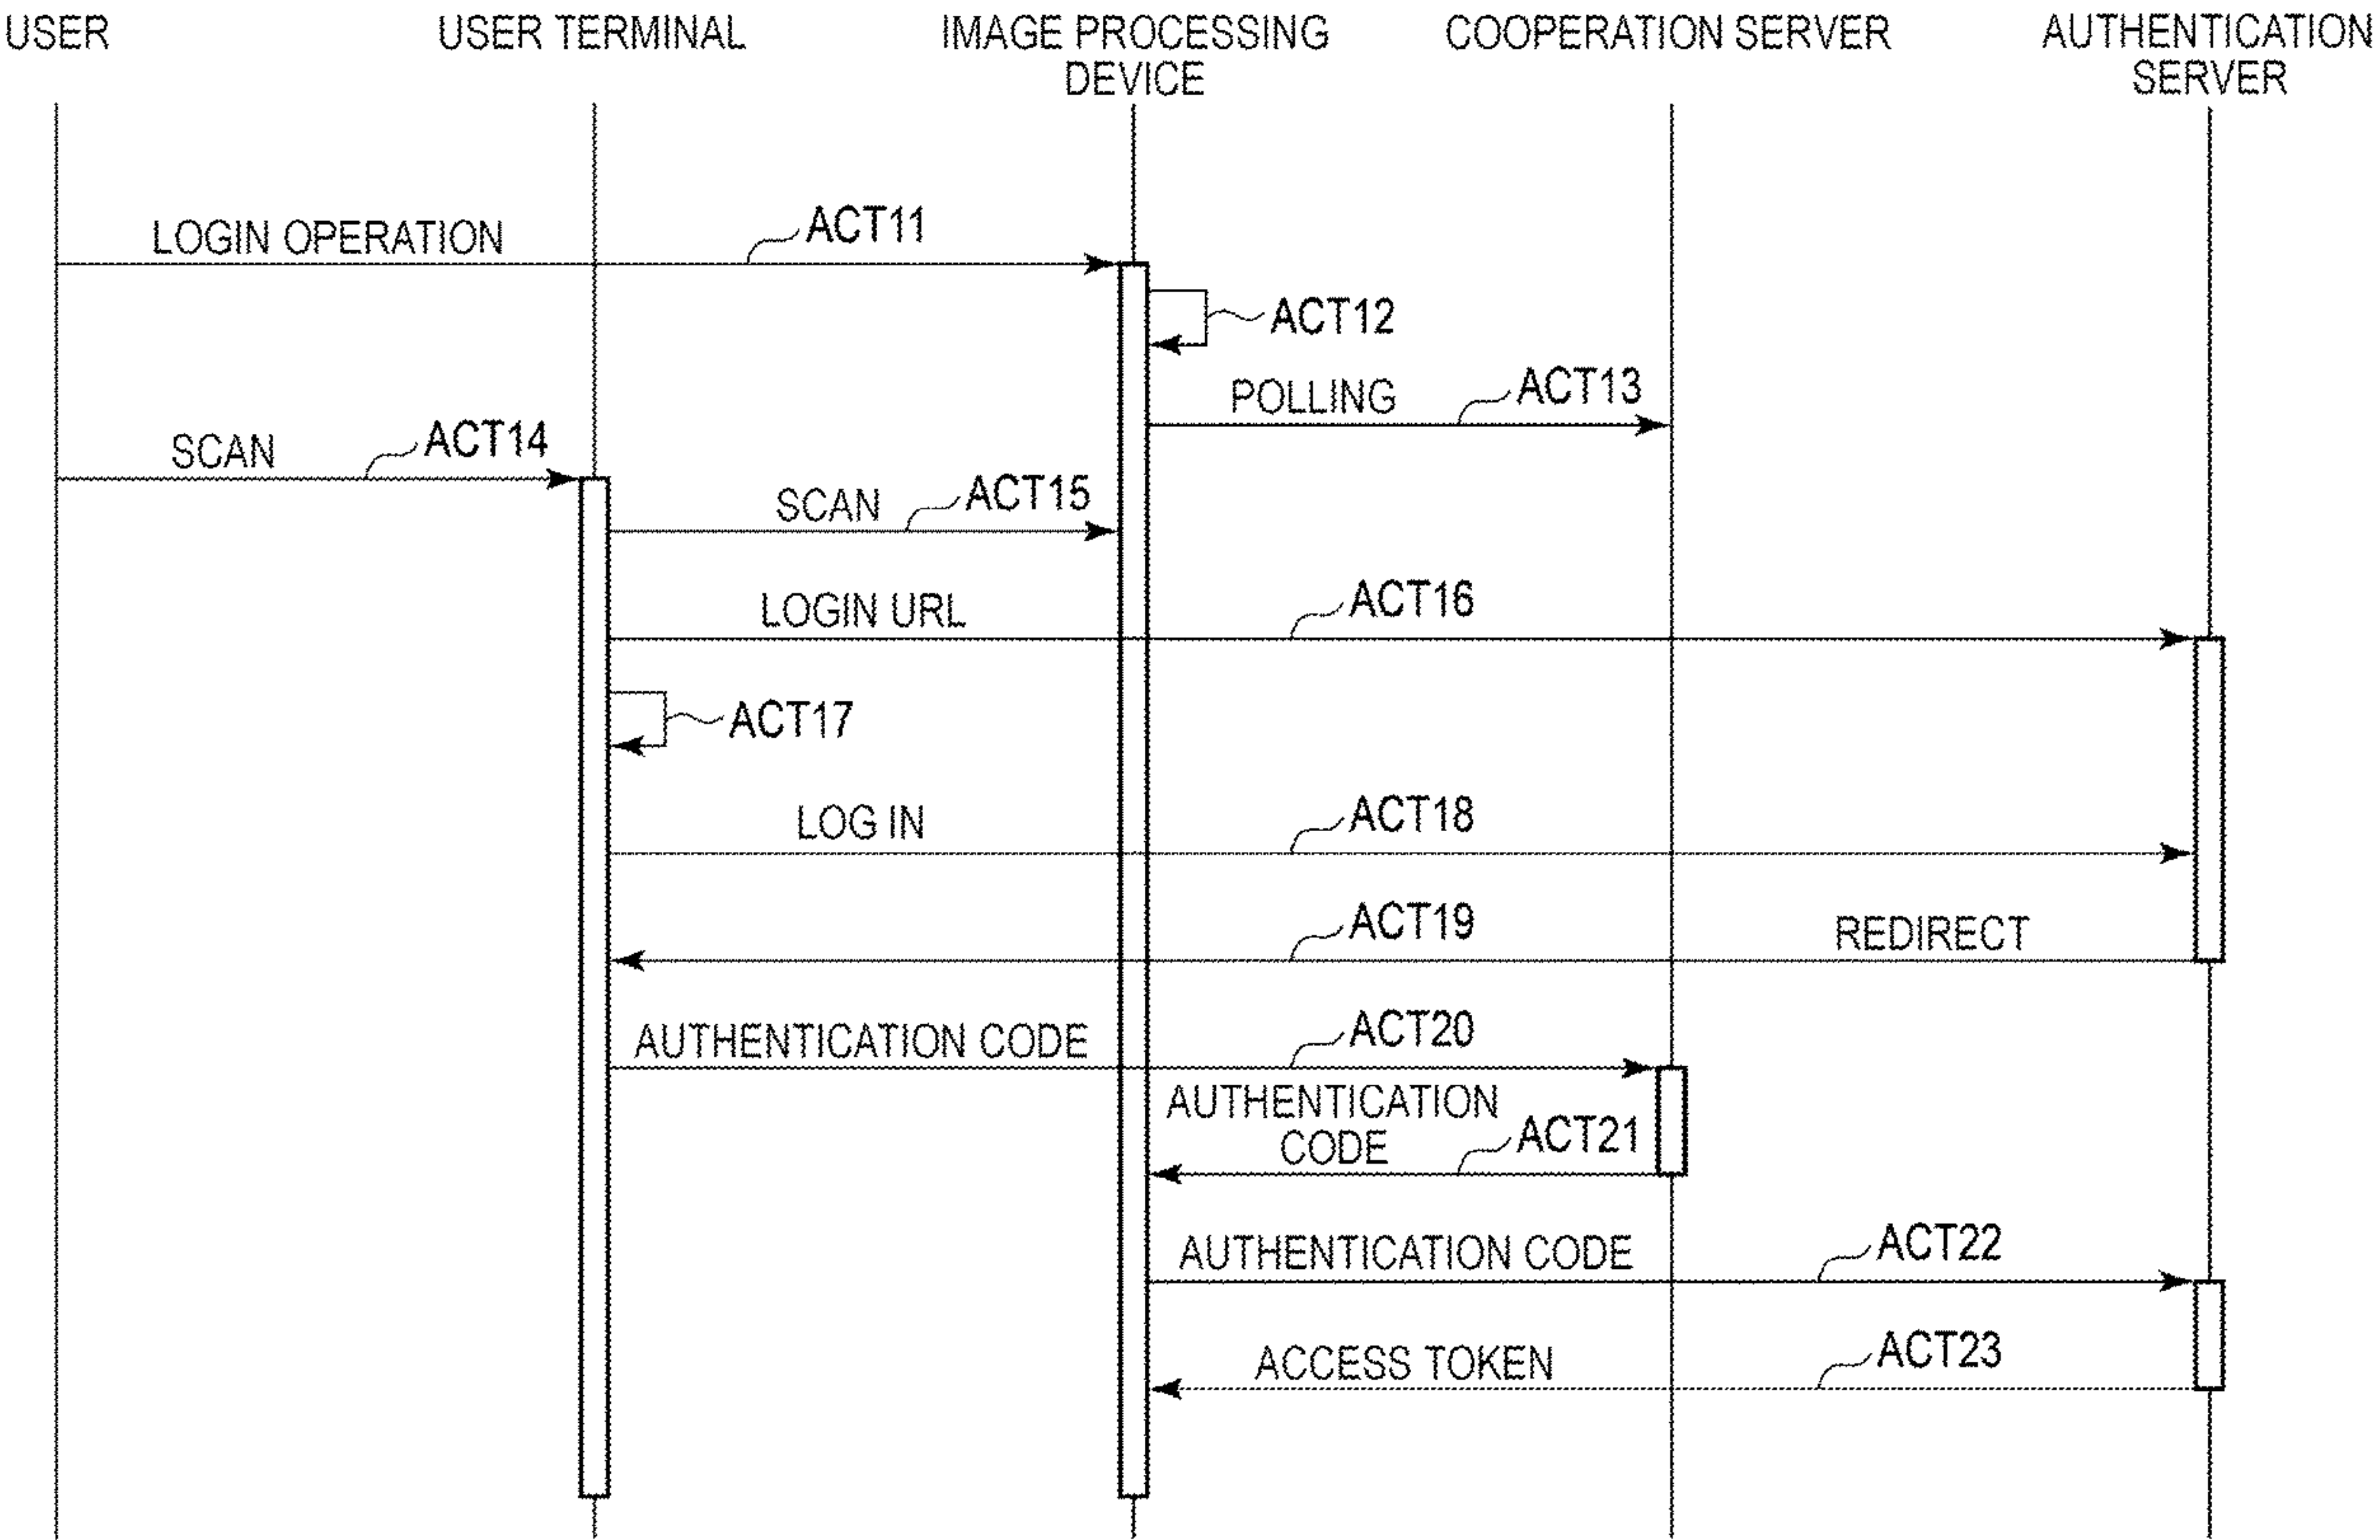 USER
USER TERMINAL
IMAGE PROCESSING
DEVICE
COOPERATION SERVER
AUTHENTICATION
SERVER
LOGIN OPERATION
ACT11
ACT12
POLLING
ACT13
SCAN
ACT14
SCAN
ACT15
LOGIN URL
ACT16
ACT17
LOG IN
ACT18
ACT19
REDIRECT
AUTHENTICATION CODE
ACT20
AUTHENTICATION
CODE
ACT21
AUTHENTICATION CODE
ACT22
ACCESS TOKEN
ACT23